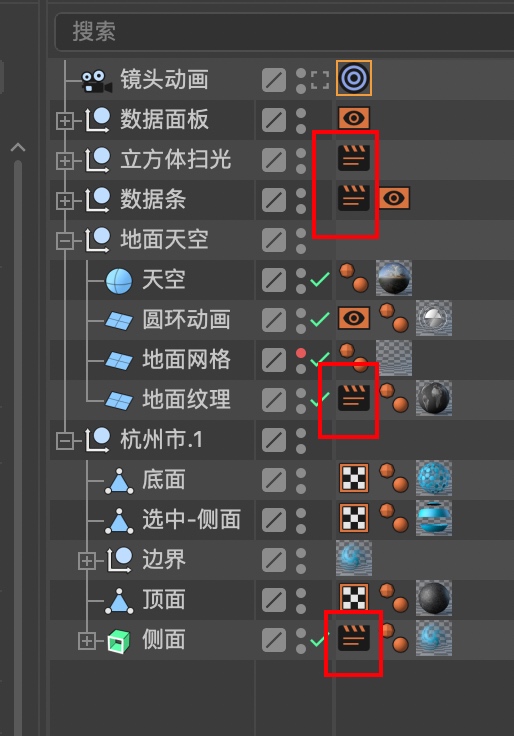 搜索
镜头动画
数据面板
立方体扫光
数据条
地面天空
天空
圆环动画
地面网格
地面纹理
杭州市.1
底面
选中-侧面
边界
顶面
侧面